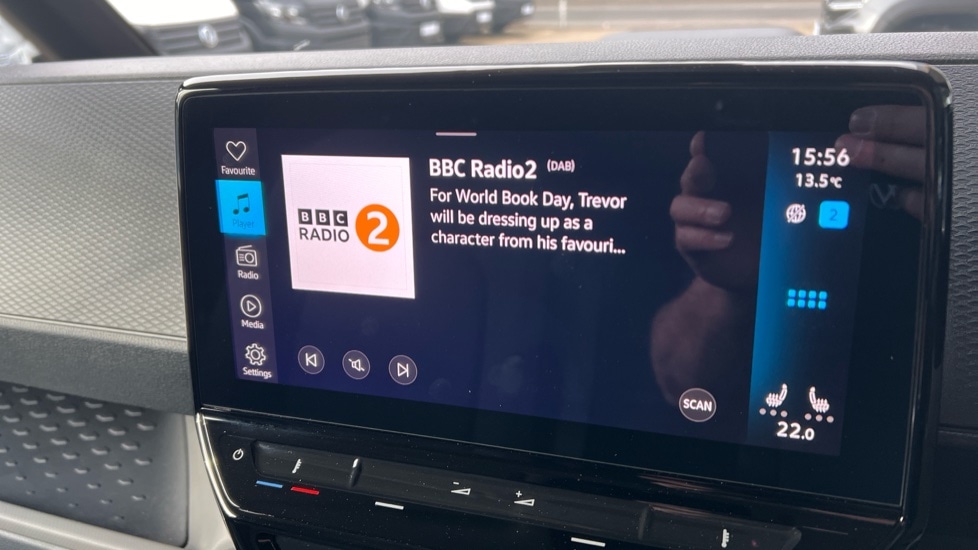 Favourite
Player
Radio
Media
Settings
BBC
RADIO 2
BBC Radio2 (DAB)
For World Book Day, Trevor
will be dressing up as a
character from his favouri...
SCAN
15:56
13.5°C
2
22.0